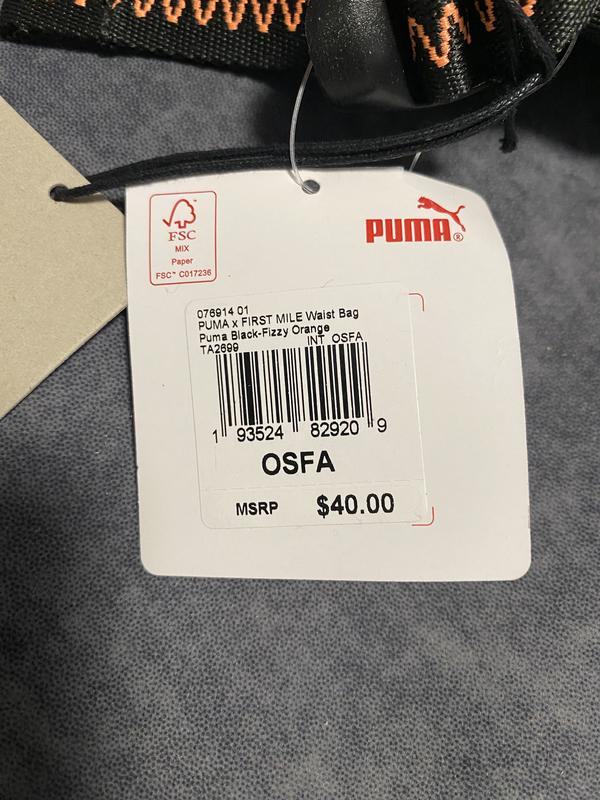 FSC
MIX
Paper
FSC™ C017236
PUMA®
076914 01
PUMA x FIRST MILE Waist Bag
Puma Black-Fizzy Orange
TA2699 INT OSFA
1 93524 82920 9
OSFA
MSRP $40.00